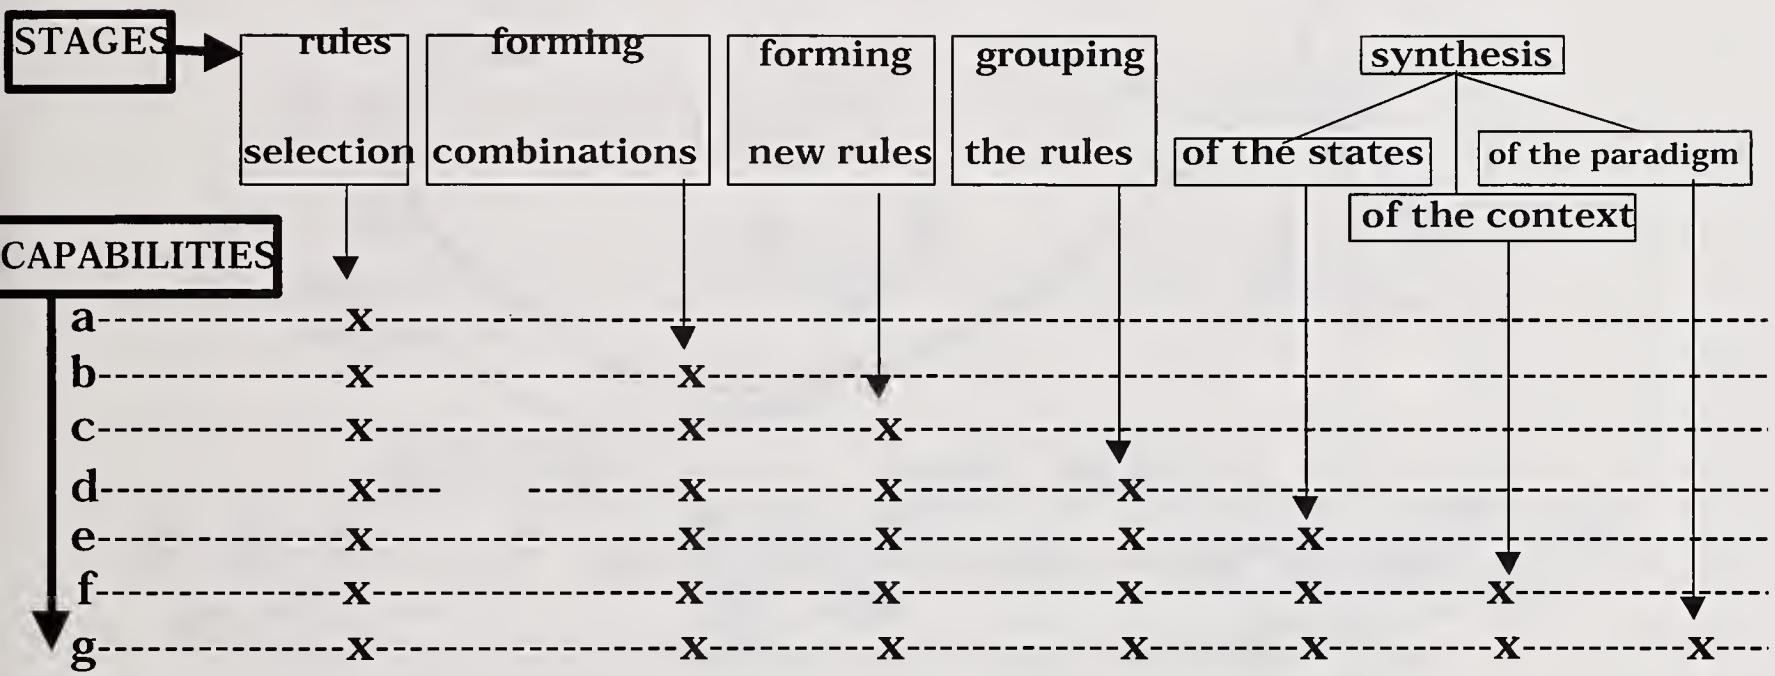 STAGES
rules
selection
forming
combinations
forming
new rules
grouping
the rules
synthesis
of thé states
of the context
of the paradigm
CAPABILITIES
a------------------x----------------------------------------------------------------
b------------------x----------------------x-----------------------------------------
c------------------x----------------------x------------x----------------------------
d------------------x---- ----------x------------x---------------x------------
e------------------x----------------------x------------x---------------x-----------x----------
f------------------x----------------------x------------x---------------x-----------x------------x----------
g------------------x----------------------x------------x---------------x-----------x------------x------------x----